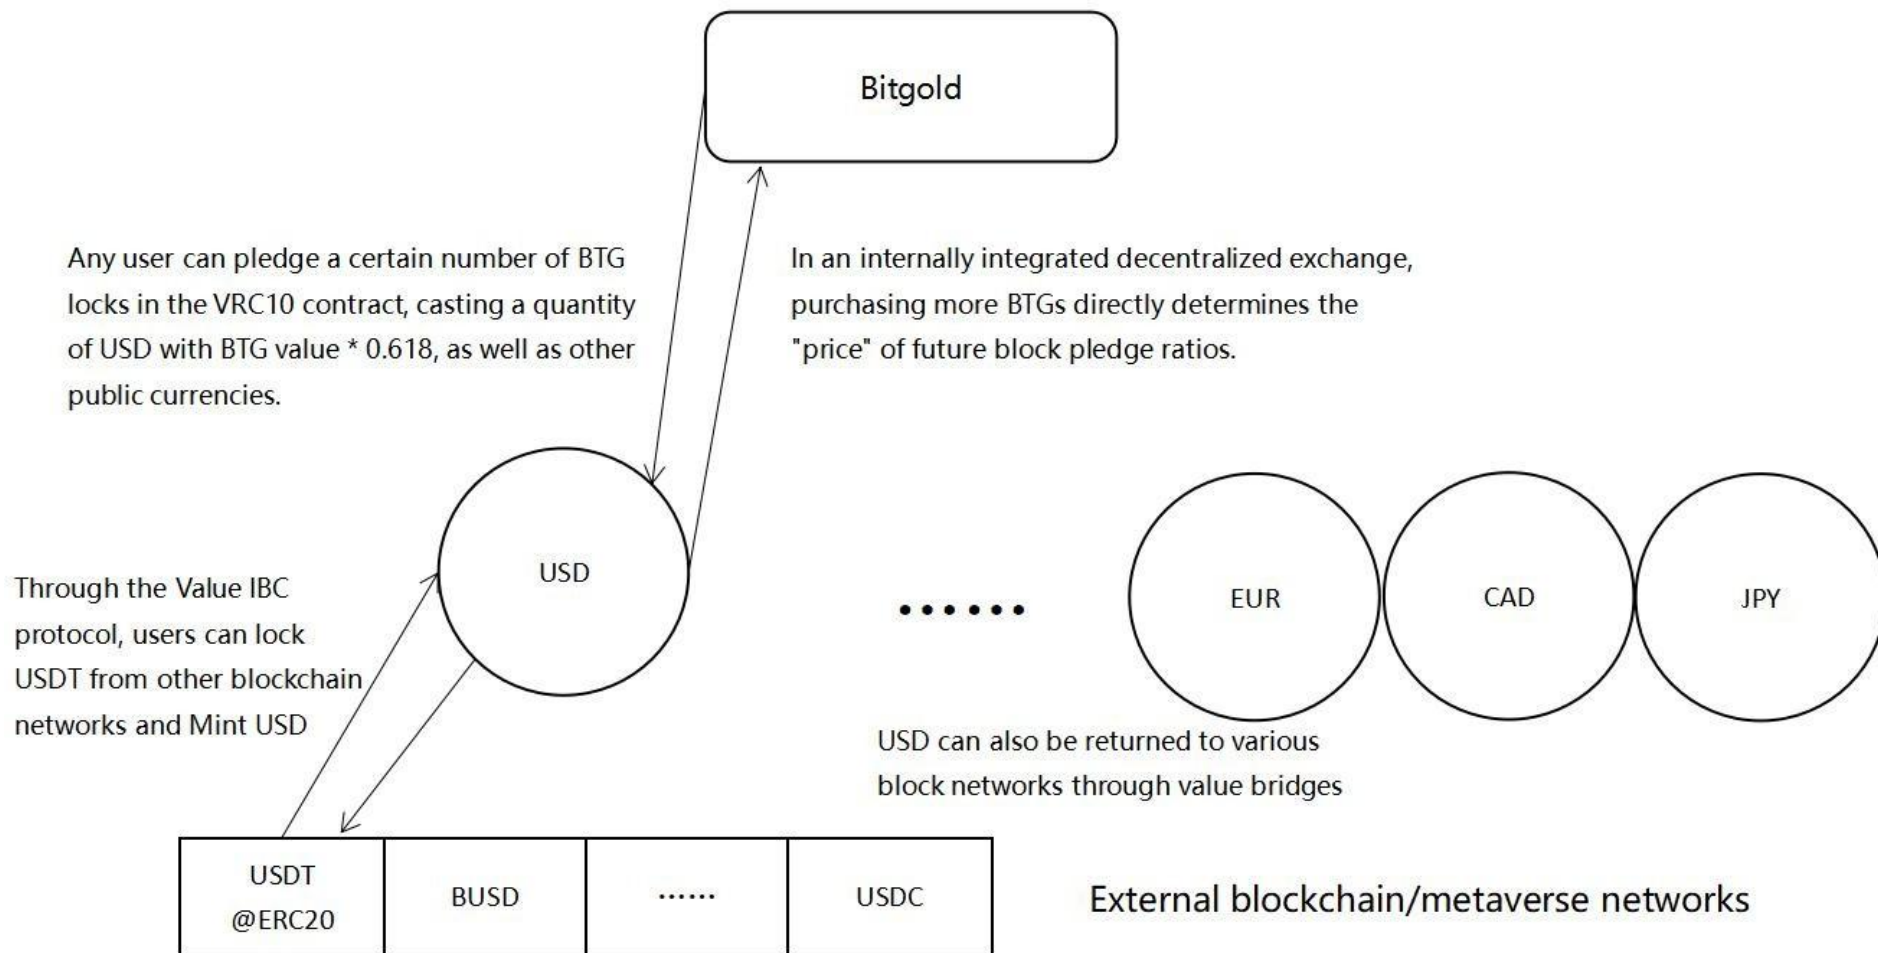 Bitgold
Any user can pledge a certain number of BTG
locks in the VRC10 contract, casting a quantity
of USD with BTG value * 0.618, as well as other
public currencies.
In an internally integrated decentralized exchange,
purchasing more BTGs directly determines the
"price" of future block pledge ratios.
USD
Through the Value IBC
protocol, users can lock
USDT from other blockchain
networks and Mint USD
••••••
EUR
CAD
JPY
USD can also be returned to various
block networks through value bridges
USDT
@ERC20
BUSD
······
USDC
External blockchain/metaverse networks